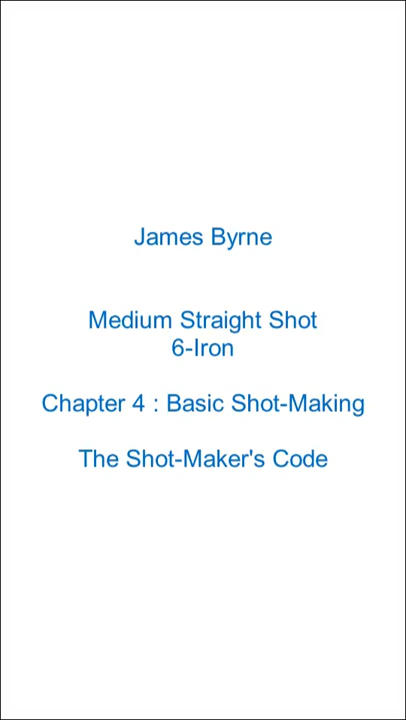 James Byrne
Medium Straight Shot
6-Iron
Chapter 4 : Basic Shot-Making
The Shot-Maker's Code